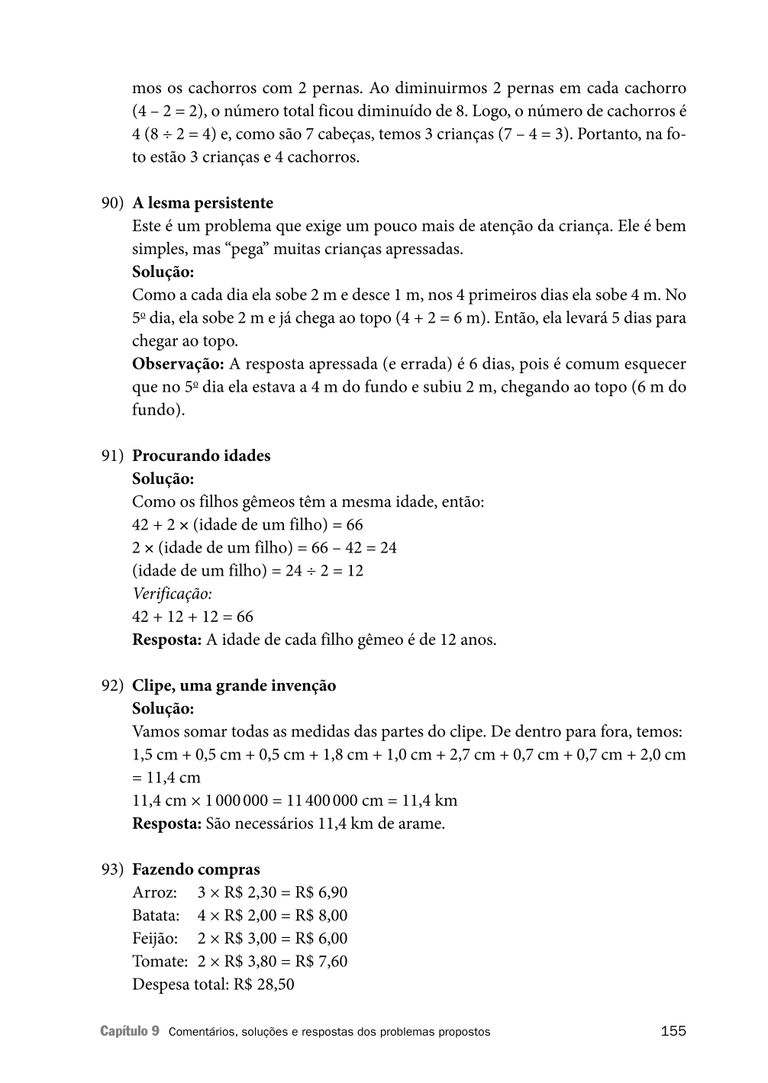 mos os cachorros com 2 pernas. Ao diminuirmos 2 pernas em cada cachorro
(4 – 2 = 2), o número total ficou diminuído de 8. Logo, o número de cachorros é
4 (8 ÷ 2 = 4) e, como são 7 cabeças, temos 3 crianças (7 – 4 = 3). Portanto, na fo-
to estão 3 crianças e 4 cachorros.
90) A lesma persistente
Este é um problema que exige um pouco mais de atenção da criança. Ele é bem
simples, mas “pega” muitas crianças apressadas.
Solução:
Como a cada dia ela sobe 2 m e desce 1 m, nos 4 primeiros dias ela sobe 4 m. No
5º dia, ela sobe 2 m e já chega ao topo (4 + 2 = 6 m). Então, ela levará 5 dias para
chegar ao topo.
Observação: A resposta apressada (e errada) é 6 dias, pois é comum esquecer
que no 5º dia ela estava a 4 m do fundo e subiu 2 m, chegando ao topo (6 m do
fundo).
91) Procurando idades
Solução:
Como os filhos gêmeos têm a mesma idade, então:
42 + 2 × (idade de um filho) = 66
2 × (idade de um filho) = 66 – 42 = 24
(idade de um filho) = 24 ÷ 2 = 12
Verificação:
42 + 12 + 12 = 66
Resposta: A idade de cada filho gêmeo é de 12 anos.
92) Clipe, uma grande invenção
Solução:
Vamos somar todas as medidas das partes do clipe. De dentro para fora, temos:
1,5 cm + 0,5 cm + 0,5 cm + 1,8 cm + 1,0 cm + 2,7 cm + 0,7 cm + 0,7 cm + 2,0 cm
= 11,4 cm
11,4 cm × 1 000 000 = 11 400 000 cm = 11,4 km
Resposta: São necessários 11,4 km de arame.
93) Fazendo compras
Arroz: 3 × R$ 2,30 = R$ 6,90
Batata: 4 × R$ 2,00 = R$ 8,00
Feijão: 2 × R$ 3,00 = R$ 6,00
Tomate: 2 × R$ 3,80 = R$ 7,60
Despesa total: R$ 28,50
Capítulo 9 Comentários, soluções e respostas dos problemas propostos 155